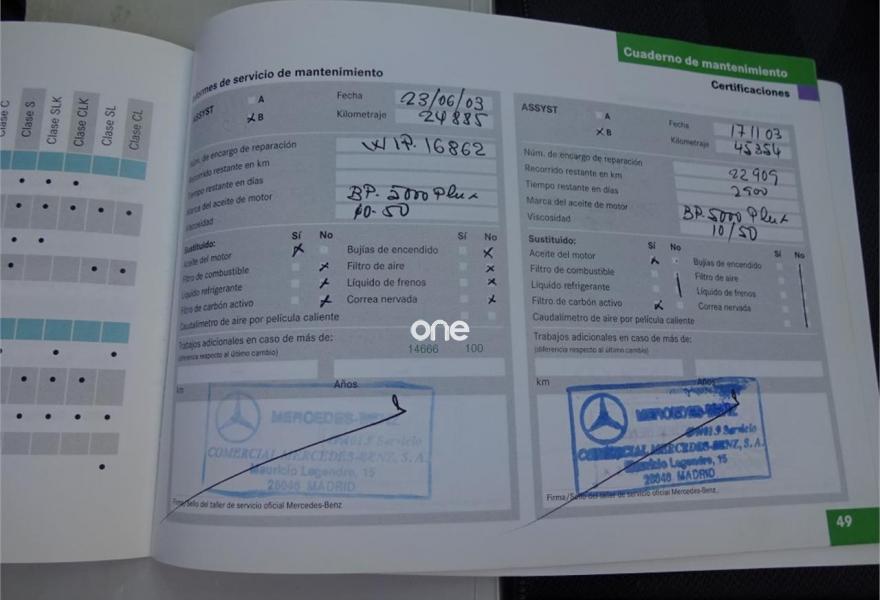 Clase C
Clase S
Clase SLK
Clase CLK
Clase SL
Clase CL
Cuaderno de mantenimiento
Certificaciones
Informes de servicio de mantenimiento
ASSYST
A
X B
Fecha 23/06/03
Kilometraje 24885
Núm. de encargo de reparación WIP. 16862
Recorrido restante en km
Tiempo restante en días
Marca del aceite de motor BP. 5000 Plus
Viscosidad 10-50
Sustituido: Sí No Sí No
Aceite del motor X Bujías de encendido X
Filtro de combustible X Filtro de aire X
Líquido refrigerante X Líquido de frenos X
Filtro de carbón activo X Correa nervada X
Caudalímetro de aire por película caliente
Trabajos adicionales en caso de más de:
(diferencia respecto al último cambio)
14666 100
km Años
MERCEDES-BENZ
COMERCIAL MERCEDES-BENZ, S.A.
Mauricio Legendre, 15
28046 MADRID
Firma/Sello del taller de servicio oficial Mercedes-Benz
ASSYST
A
X B
Fecha 171103
Kilometraje 45354
Núm. de encargo de reparación
Recorrido restante en km 22909
Tiempo restante en días 2900
Marca del aceite de motor BP. 5000 Plus
Viscosidad 10/50
Sustituido: Sí No Sí No
Aceite del motor X Bujías de encendido
Filtro de combustible Filtro de aire
Líquido refrigerante Líquido de frenos
Filtro de carbón activo X Correa nervada
Caudalímetro de aire por película caliente
Trabajos adicionales en caso de más de:
(diferencia respecto al último cambio)
km Años
MERCEDES-BENZ
Servicio
COMERCIAL MERCEDES-BENZ, S.A.
Mauricio Legendre, 15
28046 MADRID
Firma/Sello del taller de servicio oficial Mercedes-Benz.
49
one